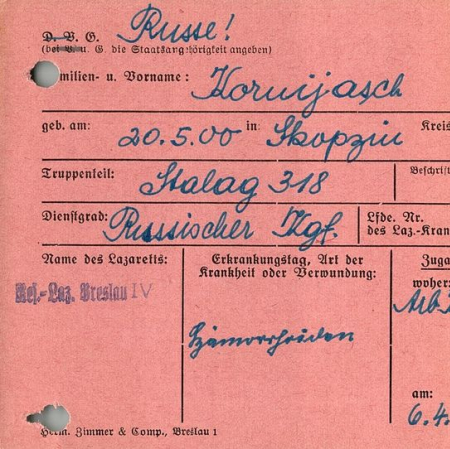 D. V. G. Russe!
(bei V. u. G. die Staatsangehörigkeit angeben)
Familien- u. Vorname: Kornijasch
geb. am: 20.5.00 in: Skopzin Kreis
Truppenteil: Stalag 318 Beschrift
Dienstgrad: Russischer Kgf. Lfde. Nr.
des Laz.-Kran
Name des Lazaretts: Erkrankungstag, Art der Zuga
Krankheit oder Verwundung: woher:
Res.-Laz. Breslau IV Arb
Hämorrhoiden
am:
6.4.
Herm. Zimmer & Comp., Breslau 1